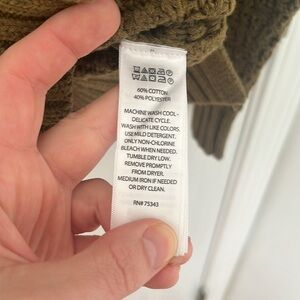 60% COTTON
40% POLYESTER
MACHINE WASH COOL -
DELICATE CYCLE.
WASH WITH LIKE COLORS.
USE MILD DETERGENT.
ONLY NON-CHLORINE
BLEACH WHEN NEEDED.
TUMBLE DRY LOW.
REMOVE PROMPTLY
FROM DRYER.
MEDIUM IRON IF NEEDED
OR DRY CLEAN.
RN# 75343